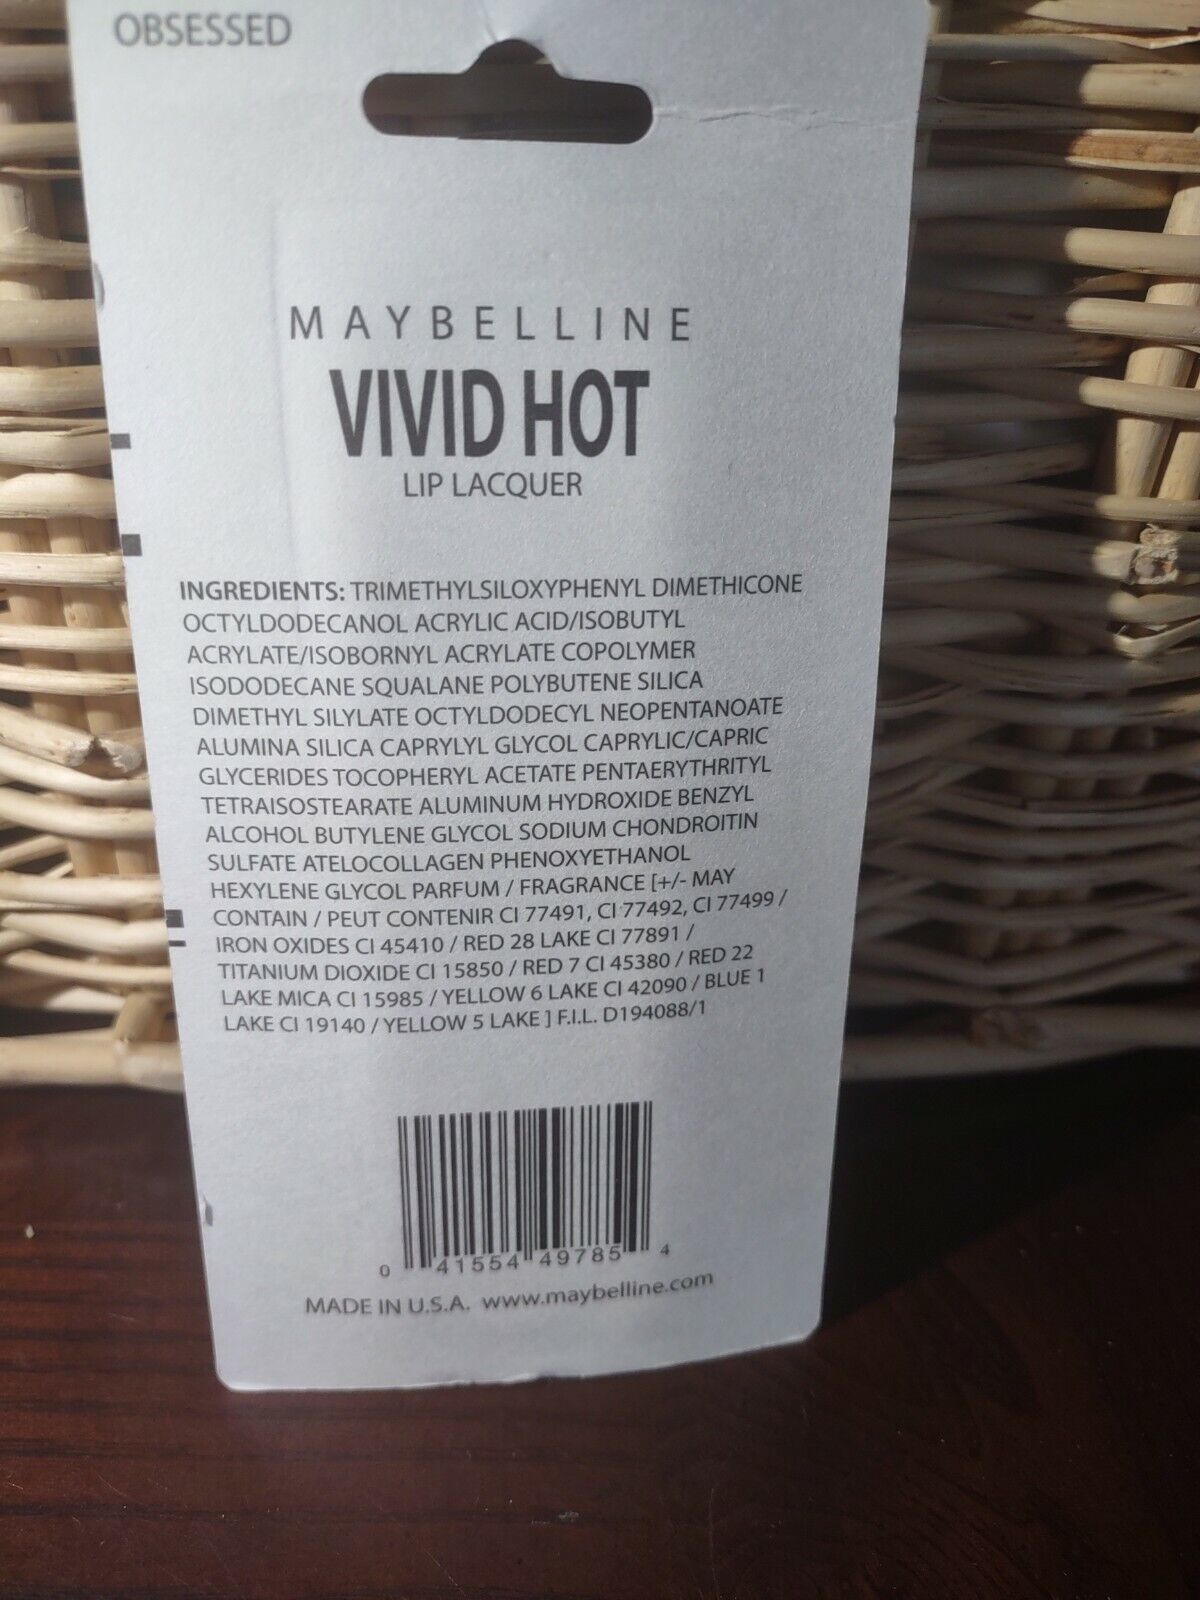 OBSESSED
MAYBELLINE
VIVID HOT
LIP LACQUER
INGREDIENTS: TRIMETHYLSILOXYPHENYL DIMETHICONE
OCTYLDODECANOL ACRYLIC ACID/ISOBUTYL
ACRYLATE/ISOBORNYL ACRYLATE COPOLYMER
ISODODECANE SQUALANE POLYBUTENE SILICA
DIMETHYL SILYLATE OCTYLDODECYL NEOPENTANOATE
ALUMINA SILICA CAPRYLYL GLYCOL CAPRYLIC/CAPRIC
GLYCERIDES TOCOPHERYL ACETATE PENTAERYTHRITYL
TETRAISOSTEARATE ALUMINUM HYDROXIDE BENZYL
ALCOHOL BUTYLENE GLYCOL SODIUM CHONDROITIN
SULFATE ATELOCOLLAGEN PHENOXYETHANOL
HEXYLENE GLYCOL PARFUM / FRAGRANCE [+/- MAY
CONTAIN / PEUT CONTENIR CI 77491, CI 77492, CI 77499 /
IRON OXIDES CI 45410 / RED 28 LAKE CI 77891 /
TITANIUM DIOXIDE CI 15850 / RED 7 CI 45380 / RED 22
LAKE MICA CI 15985 / YELLOW 6 LAKE CI 42090 / BLUE 1
LAKE CI 19140 / YELLOW 5 LAKE ] F.I.L. D194088/1
0 41554 49785 4
MADE IN U.S.A. www.maybelline.com